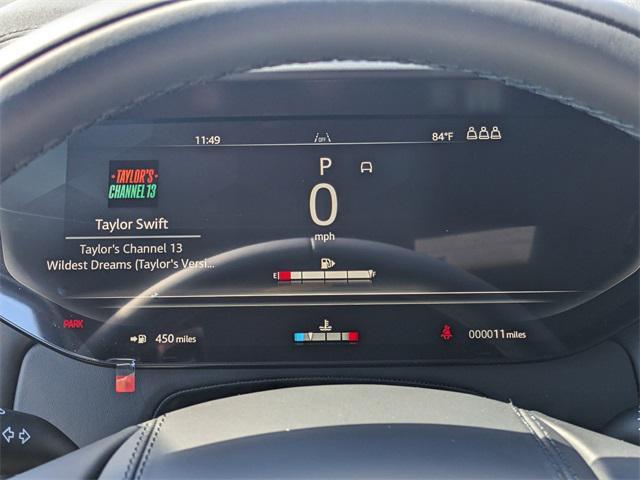 11:49
OFF
84°F
TAYLOR'S
CHANNEL 13
P
0
mph
Taylor Swift
Taylor's Channel 13
Wildest Dreams (Taylor's Versi...
E
F
PARK
450 miles
000011 miles